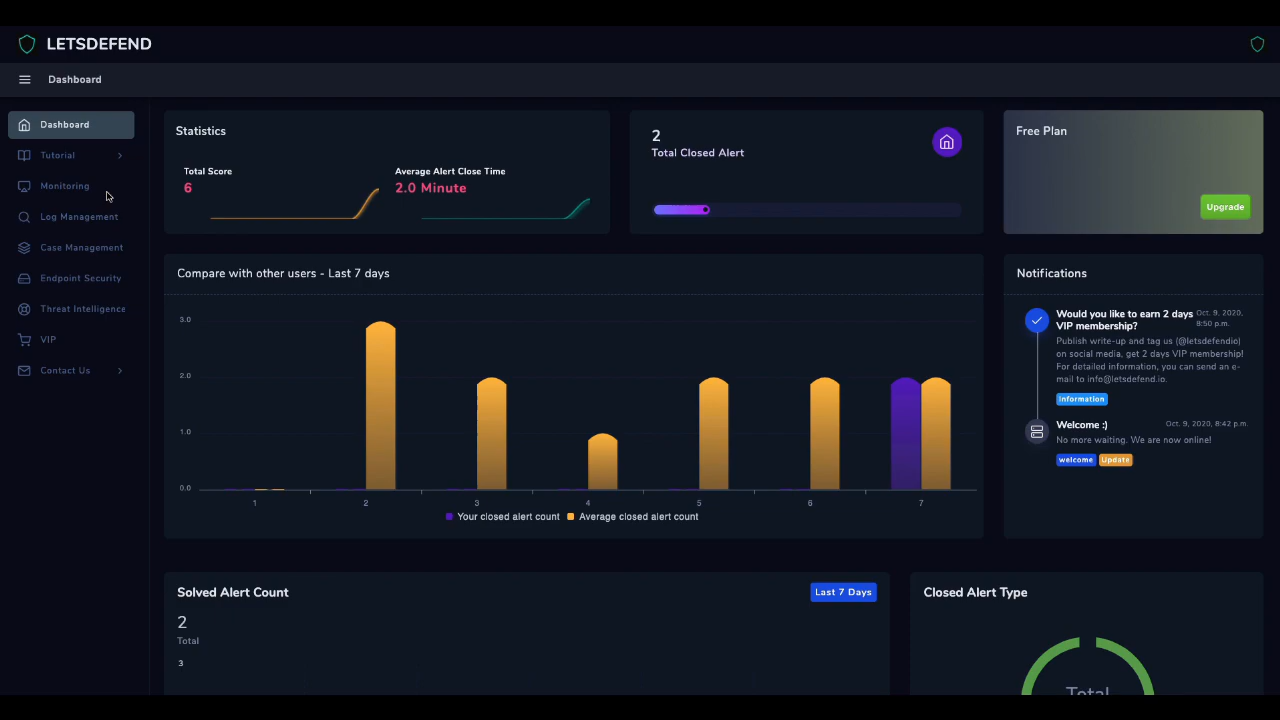 LETSDEFEND
Dashboard
Dashboard
Tutorial
Monitoring
Log Management
Case Management
Endpoint Security
Threat Intelligence
VIP
Contact Us
Statistics
Total Score
6
Average Alert Close Time
2.0 Minute
2
Total Closed Alert
Free Plan
Upgrade
Compare with other users - Last 7 days
3.0
2.0
1.0
0.0
1 2 3 4 5 6 7
Your closed alert count Average closed alert count
Notifications
Would you like to earn 2 days Oct. 9, 2020,
VIP membership? 8:50 p.m.
Publish write-up and tag us (@letsdefendio)
on social media, get 2 days VIP membership!
For detailed information, you can send an e-
mail to info@letsdefend.io.
information
Welcome :) Oct. 9, 2020, 8:42 p.m.
No more waiting. We are now online!
welcome Update
Solved Alert Count
Last 7 Days
2
Total
3
Closed Alert Type
Total